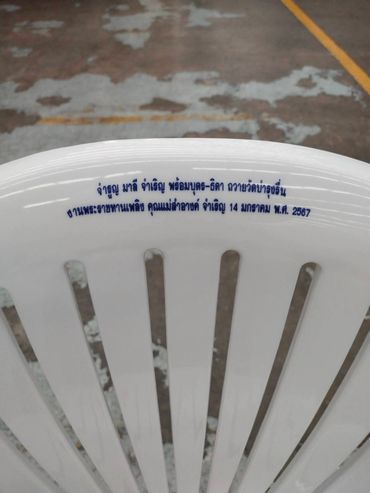 จำรูญ มาลี จำเริญ พร้อมบุตร-ธิดา ถวายวัดบำรุงรื่น
งานพระราชทานเพลิง คุณแม่สำอางค์ จำเริญ 14 มกราคม พ.ศ. 2567